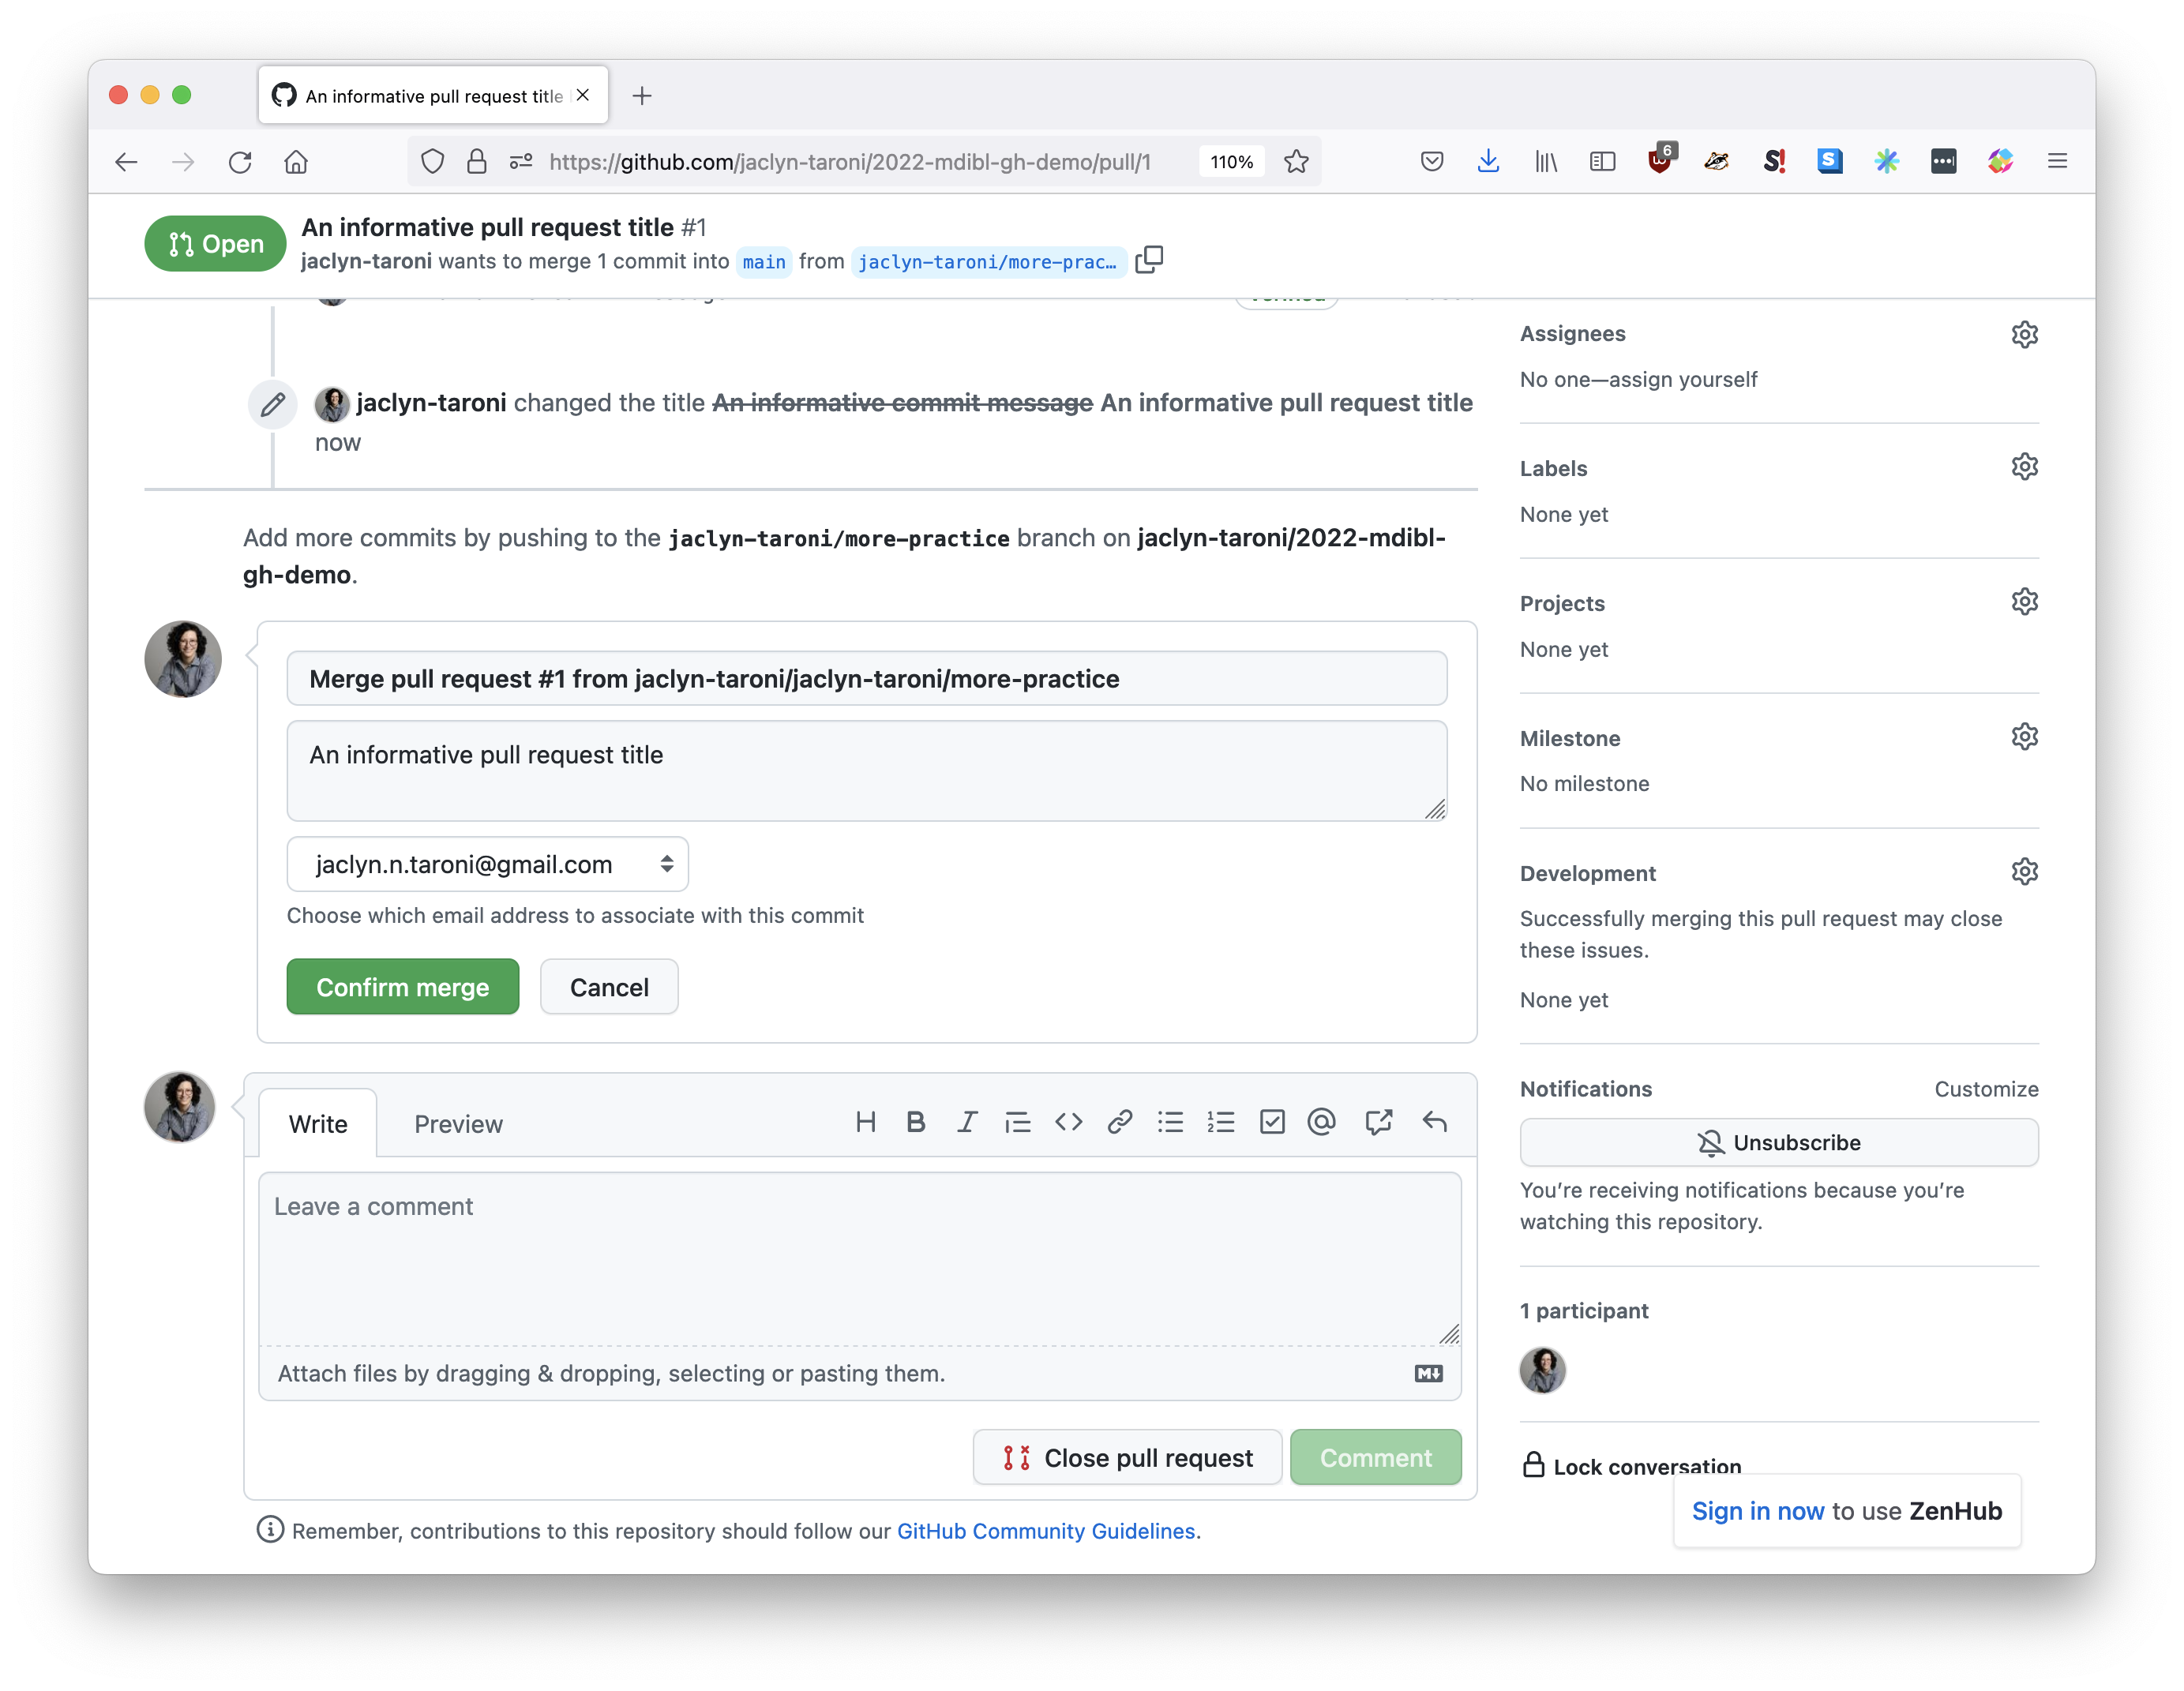 An informative pull request title
https://github.com/jaclyn-taroni/2022-mdibl-gh-demo/pull/1
110%
6
Open
An informative pull request title #1
jaclyn-taroni wants to merge 1 commit into main from jaclyn-taroni/more-prac…
jaclyn-taroni changed the title An informative commit message An informative pull request title
now
Add more commits by pushing to the jaclyn-taroni/more-practice branch on jaclyn-taroni/2022-mdibl-
gh-demo.
Merge pull request #1 from jaclyn-taroni/jaclyn-taroni/more-practice
An informative pull request title
jaclyn.n.taroni@gmail.com
Choose which email address to associate with this commit
Confirm merge
Cancel
Write
Preview
Leave a comment
Attach files by dragging & dropping, selecting or pasting them.
Close pull request
Comment
Remember, contributions to this repository should follow our GitHub Community Guidelines.
Assignees
No one—assign yourself
Labels
None yet
Projects
None yet
Milestone
No milestone
Development
Successfully merging this pull request may close
these issues.
None yet
Notifications
Customize
Unsubscribe
You’re receiving notifications because you’re
watching this repository.
1 participant
Lock conversation
Sign in now to use ZenHub